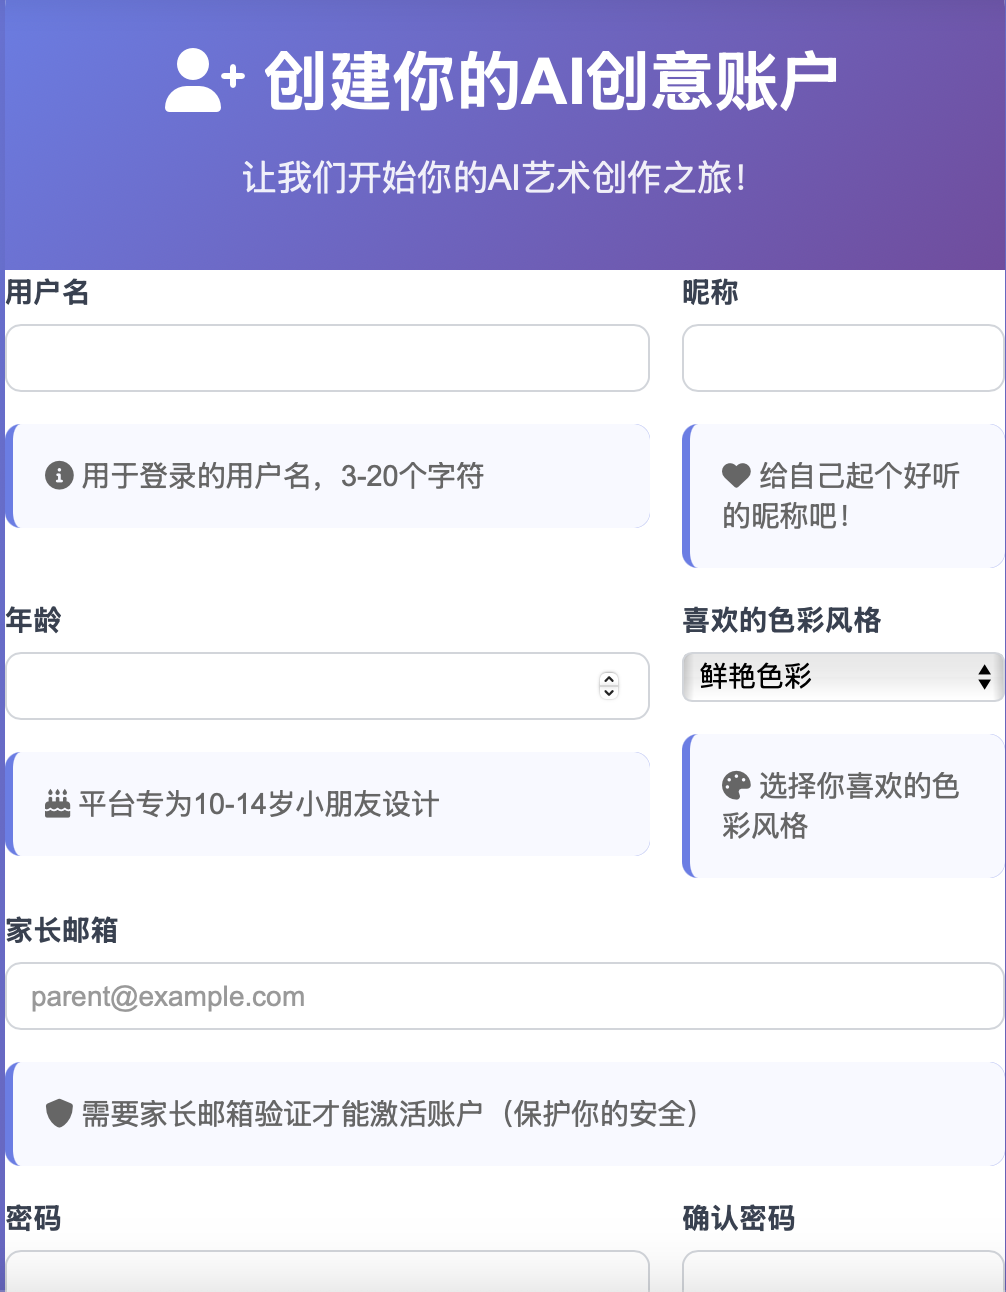 创建你的AI创意账户
让我们开始你的AI艺术创作之旅！
用户名
昵称
用于登录的用户名，3-20个字符
给自己起个好听
的昵称吧！
年龄
喜欢的色彩风格
鲜艳色彩
平台专为10-14岁小朋友设计
选择你喜欢的色
彩风格
家长邮箱
parent@example.com
需要家长邮箱验证才能激活账户（保护你的安全）
密码
确认密码